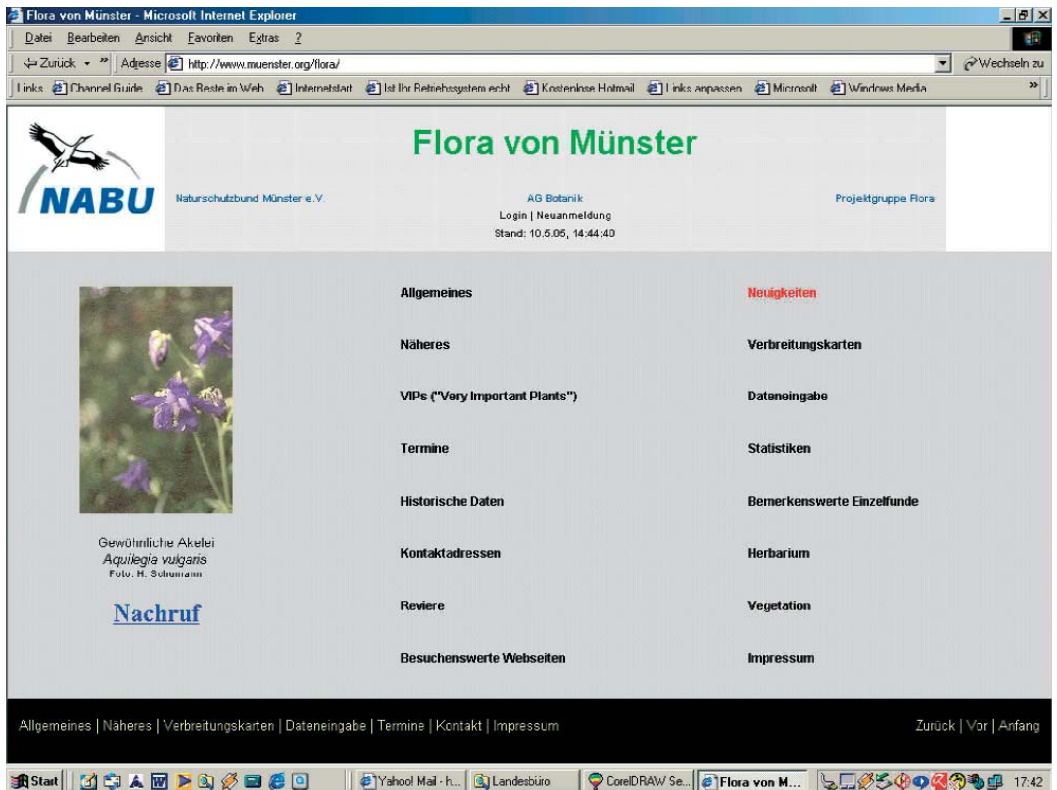 Flora von Münster - Microsoft Internet Explorer
Datei Bearbeiten Ansicht Favoriten Extras ?
Zurück » Adresse http://www.muenster.org/flora/ Wechseln zu
Links Channel Guide Das Beste im Web Internetstart Ist Ihr Betriebssystem echt Kostenlose Hotmail Links anpassen Microsoft Windows Media »
Flora von Münster
NABU
Naturschutzbund Münster e.V. AG Botanik Projektgruppe Flora
Login | Neuanmeldung
Stand: 10.5.05, 14:44:40
Allgemeines Neuigkeiten
Näheres Verbreitungskarten
VIPs ("Very Important Plants") Dateneingabe
Termine Statistiken
Historische Daten Bemerkenswerte Einzelfunde
Gewöhnliche Akelei
Aquilegia vulgaris
Foto: H. Schumann
Kontaktadressen Herbarium
Nachruf
Reviere Vegetation
Besuchenswerte Webseiten Impressum
Allgemeines | Näheres | Verbreitungskarten | Dateneingabe | Termine | Kontakt | Impressum Zurück | Vor | Anfang
Start Yahoo! Mail - h... Landesbüro CorelDRAW Se... Flora von M... 17:42